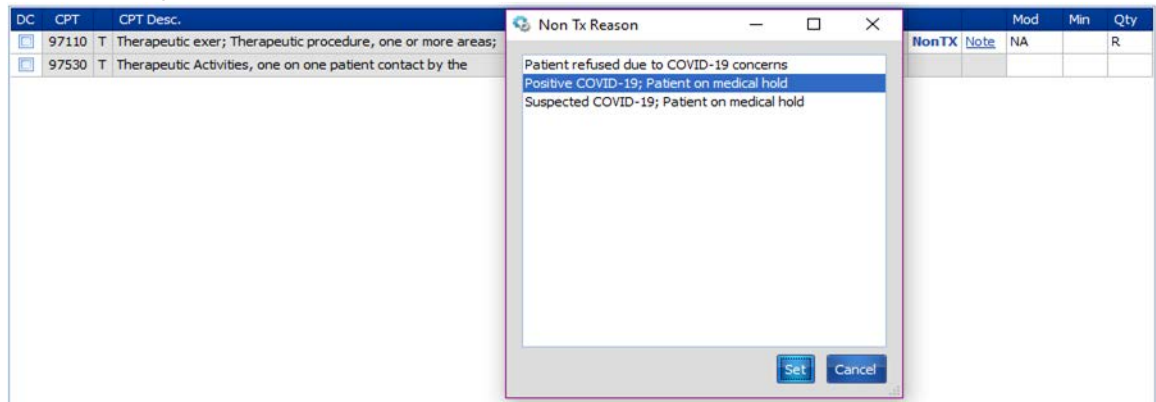 DC CPT CPT Desc. Mod Min Qty
97110 T Therapeutic exer; Therapeutic procedure, one or more areas; NonTX Note NA R
97530 T Therapeutic Activities, one on one patient contact by the
Non Tx Reason
Patient refused due to COVID-19 concerns
Positive COVID-19; Patient on medical hold
Suspected COVID-19; Patient on medical hold
Set Cancel